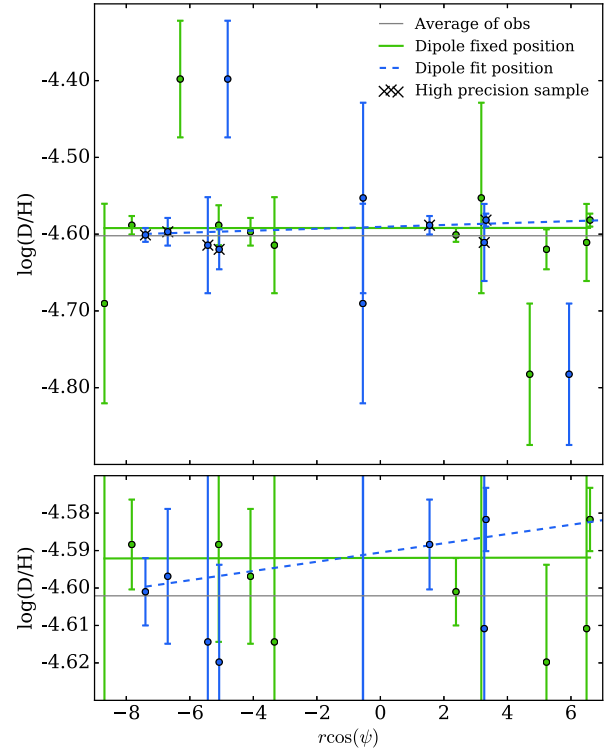 Average of obs
Dipole fixed position
Dipole fit position
High precision sample
-4.40
-4.50
-4.60
-4.70
-4.80
log(D/H)
-4.58
-4.59
-4.60
-4.61
-4.62
log(D/H)
−8 −6 −4 −2 0 2 4 6
rcos(ψ)